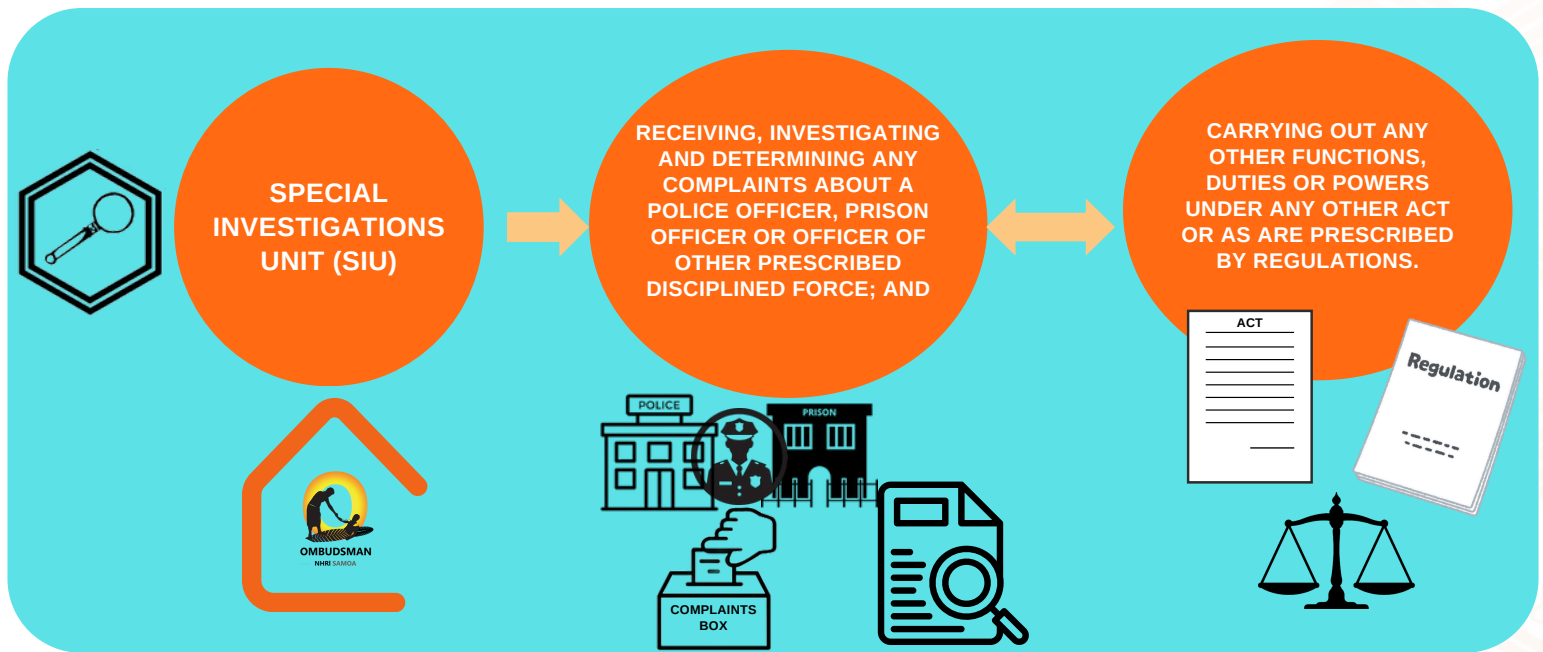 SPECIAL
INVESTIGATIONS
UNIT (SIU)
RECEIVING, INVESTIGATING
AND DETERMINING ANY
COMPLAINTS ABOUT A
POLICE OFFICER, PRISON
OFFICER OR OFFICER OF
OTHER PRESCRIBED
DISCIPLINED FORCE; AND
CARRYING OUT ANY
OTHER FUNCTIONS,
DUTIES OR POWERS
UNDER ANY OTHER ACT
OR AS ARE PRESCRIBED
BY REGULATIONS.
OMBUDSMAN
NHRI SAMOA
POLICE
PRISON
COMPLAINTS
BOX
ACT
Regulation